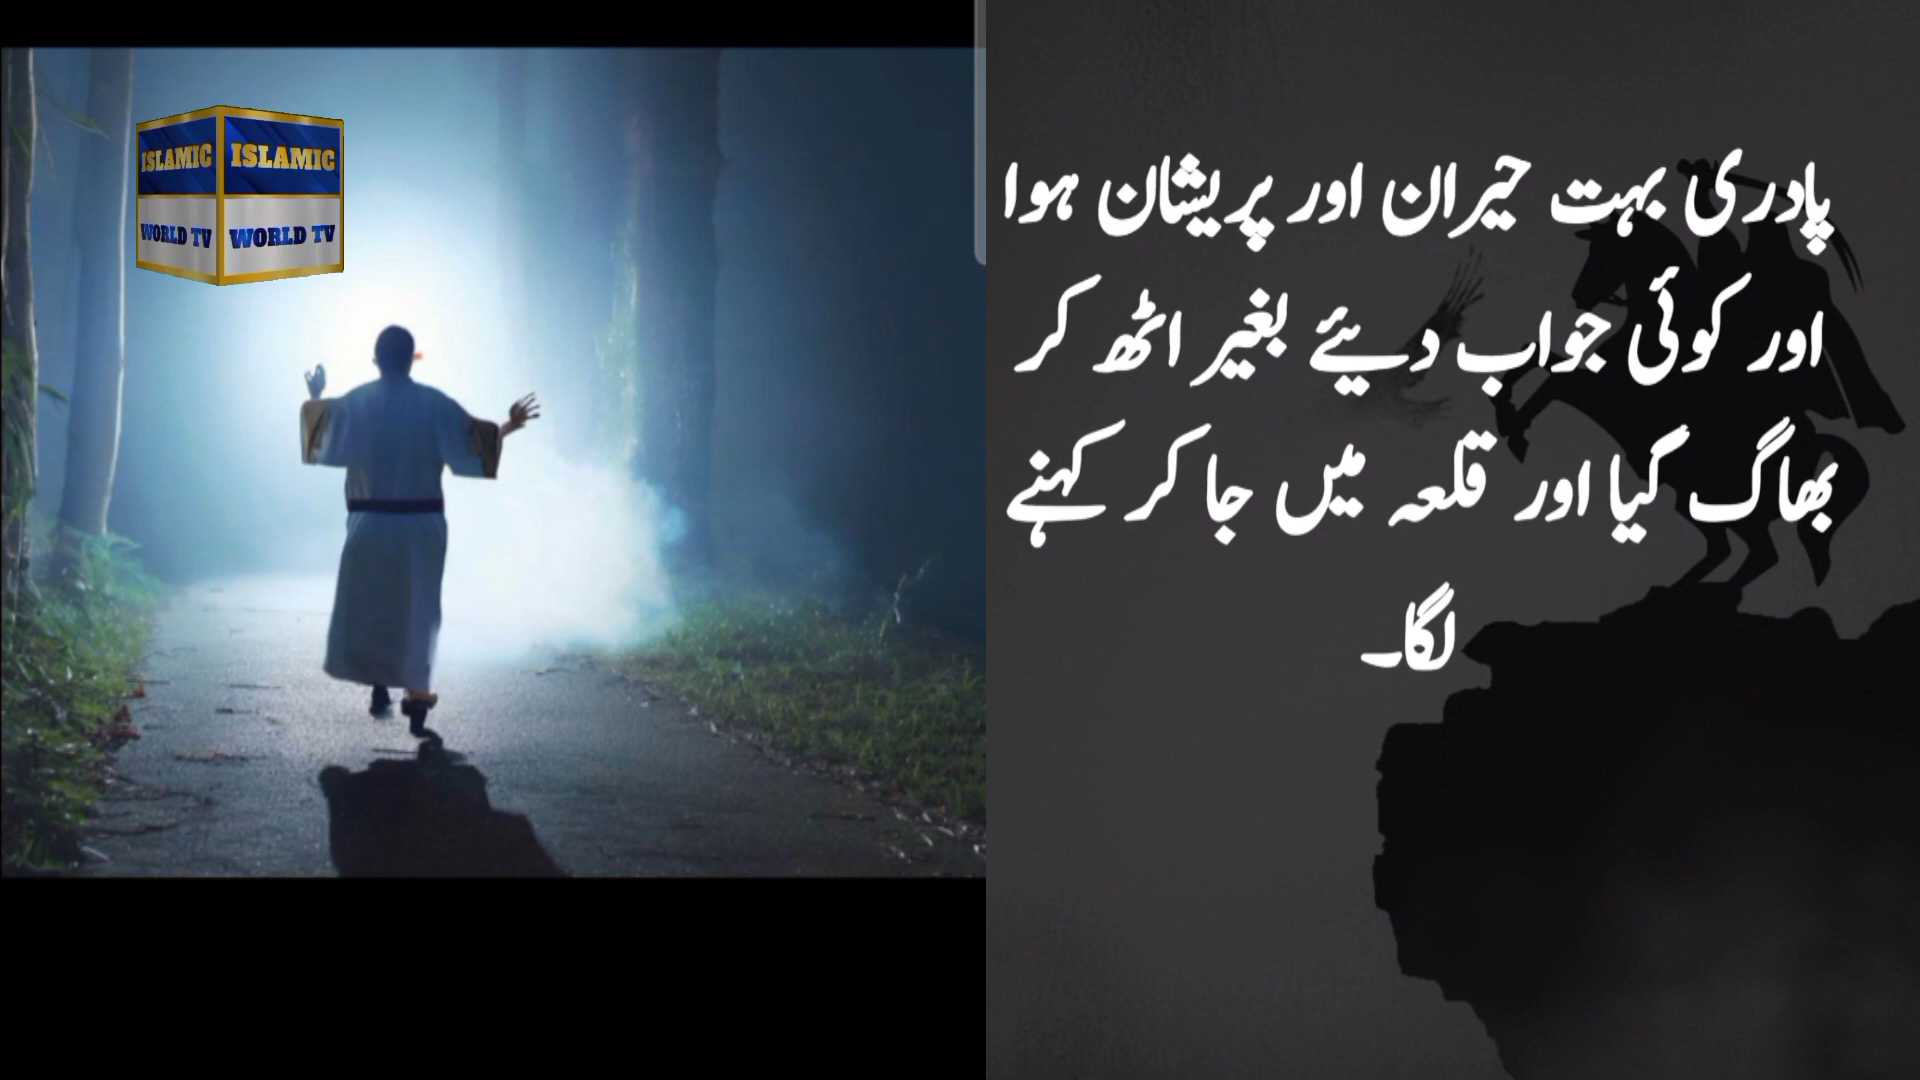 ISLAMIC ISLAMIC
WORLD TV WORLD TV
پادری بہت حیران اور پریشان ہوا
اور کوئی جواب دیئے بغیر اٹھ کر
بھاگ گیا اور قلعہ میں جا کر کہنے
لگا۔